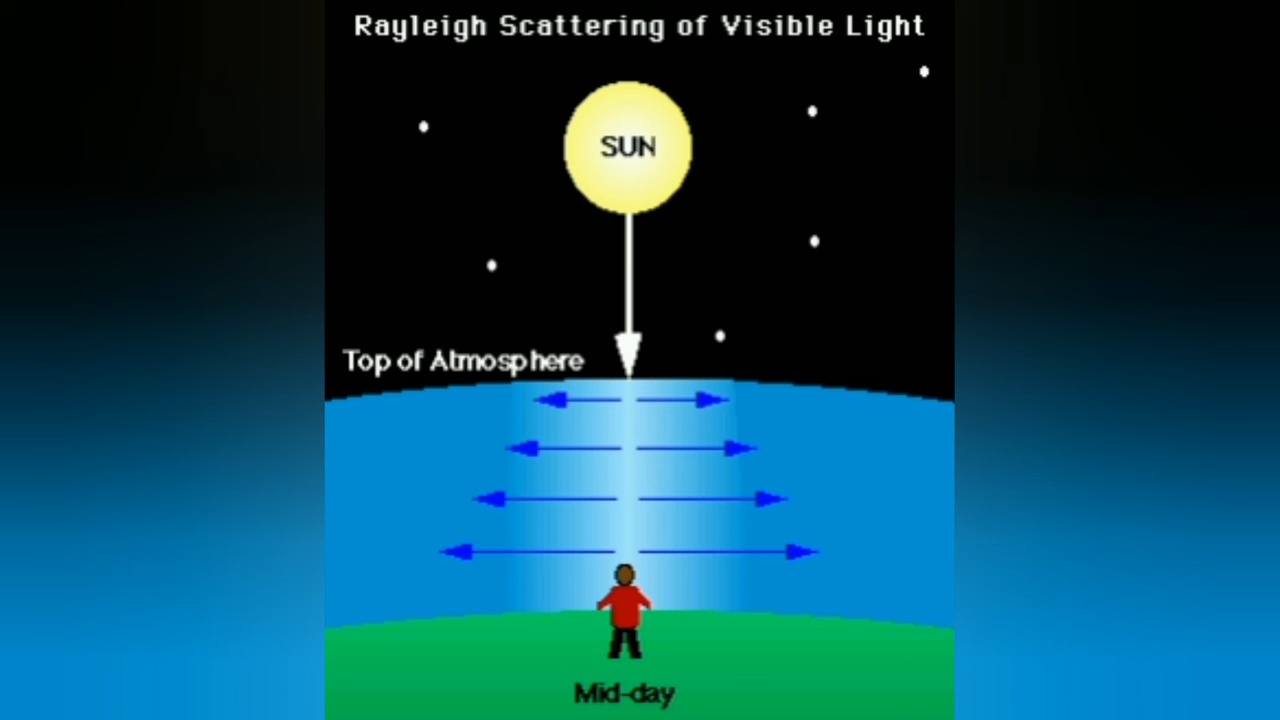 Rayleigh Scattering of Visible Light
SUN
Top of Atmosphere
Mid-day